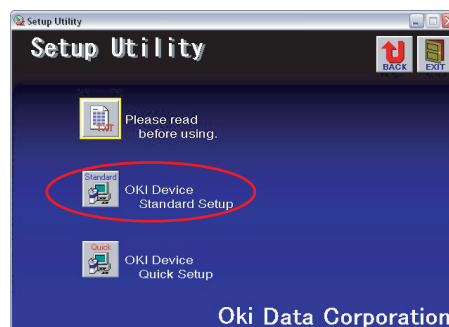 Setup Utility
Setup Utility
BACK
EXIT
TXT
Please read
before using.
Standard
OKI Device
Standard Setup
Quick
OKI Device
Quick Setup
Oki Data Corporation